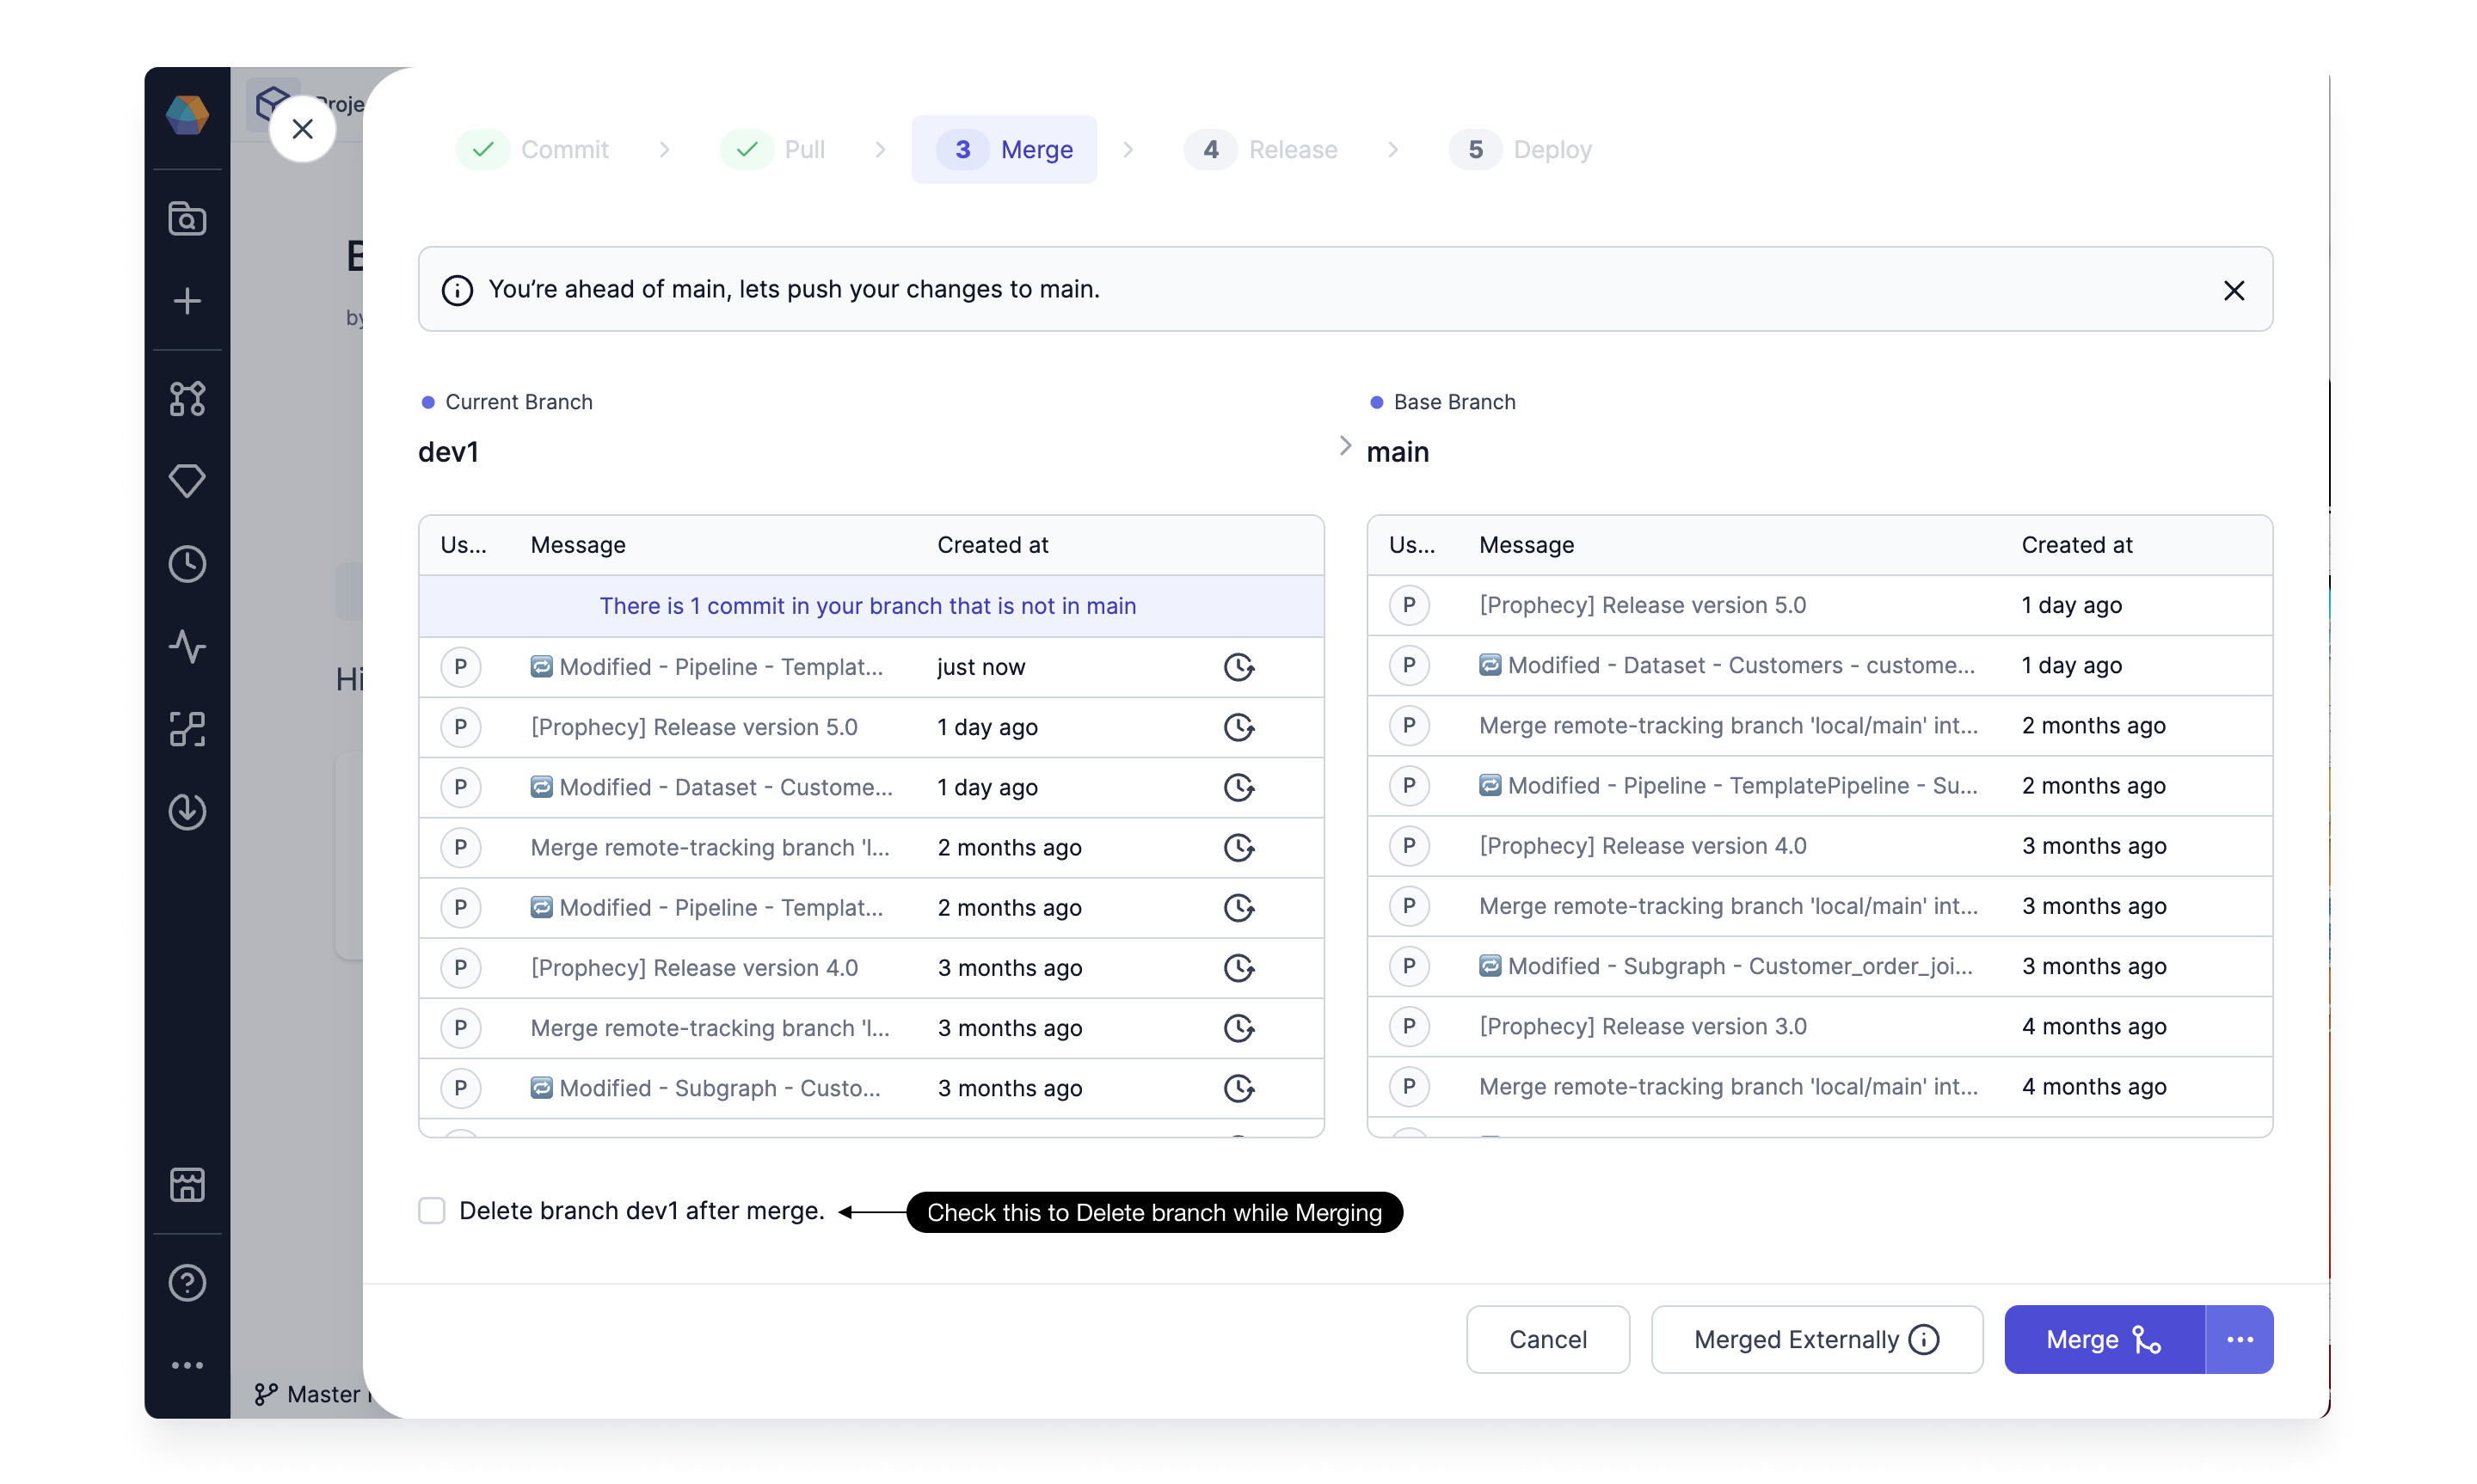 Proje
Commit
Pull
3 Merge
4 Release
5 Deploy
You’re ahead of main, lets push your changes to main.
B
by
Hi
Current Branch
dev1
Us... Message Created at
There is 1 commit in your branch that is not in main
P Modified - Pipeline - Templat... just now
P [Prophecy] Release version 5.0 1 day ago
P Modified - Dataset - Custome... 1 day ago
P Merge remote-tracking branch 'l... 2 months ago
P Modified - Pipeline - Templat... 2 months ago
P [Prophecy] Release version 4.0 3 months ago
P Merge remote-tracking branch 'l... 3 months ago
P Modified - Subgraph - Custo... 3 months ago
Base Branch
main
Us... Message Created at
P [Prophecy] Release version 5.0 1 day ago
P Modified - Dataset - Customers - custome... 1 day ago
P Merge remote-tracking branch 'local/main' int... 2 months ago
P Modified - Pipeline - TemplatePipeline - Su... 2 months ago
P [Prophecy] Release version 4.0 3 months ago
P Merge remote-tracking branch 'local/main' int... 3 months ago
P Modified - Subgraph - Customer_order_joi... 3 months ago
P [Prophecy] Release version 3.0 4 months ago
P Merge remote-tracking branch 'local/main' int... 4 months ago
Delete branch dev1 after merge.
Check this to Delete branch while Merging
Cancel
Merged Externally
Merge
Master